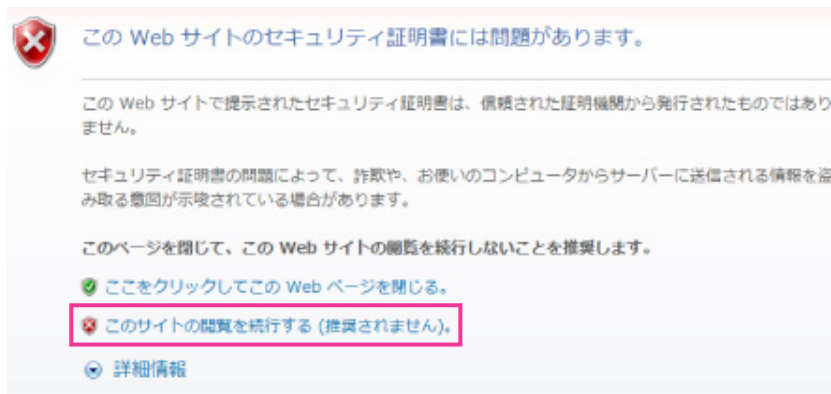 この Web サイトのセキュリティ証明書には問題があります。
この Web サイトで提示されたセキュリティ証明書は、信頼された証明機関から発行されたものではあり
ません。
セキュリティ証明書の問題によって、詐欺や、お使いのコンピュータからサーバーに送信される情報を盗
み取る意図が示唆されている場合があります。
このページを閉じて、この Web サイトの閲覧を続行しないことを推奨します。
ここをクリックしてこの Web ページを閉じる。
このサイトの閲覧を続行する (推奨されません)。
詳細情報